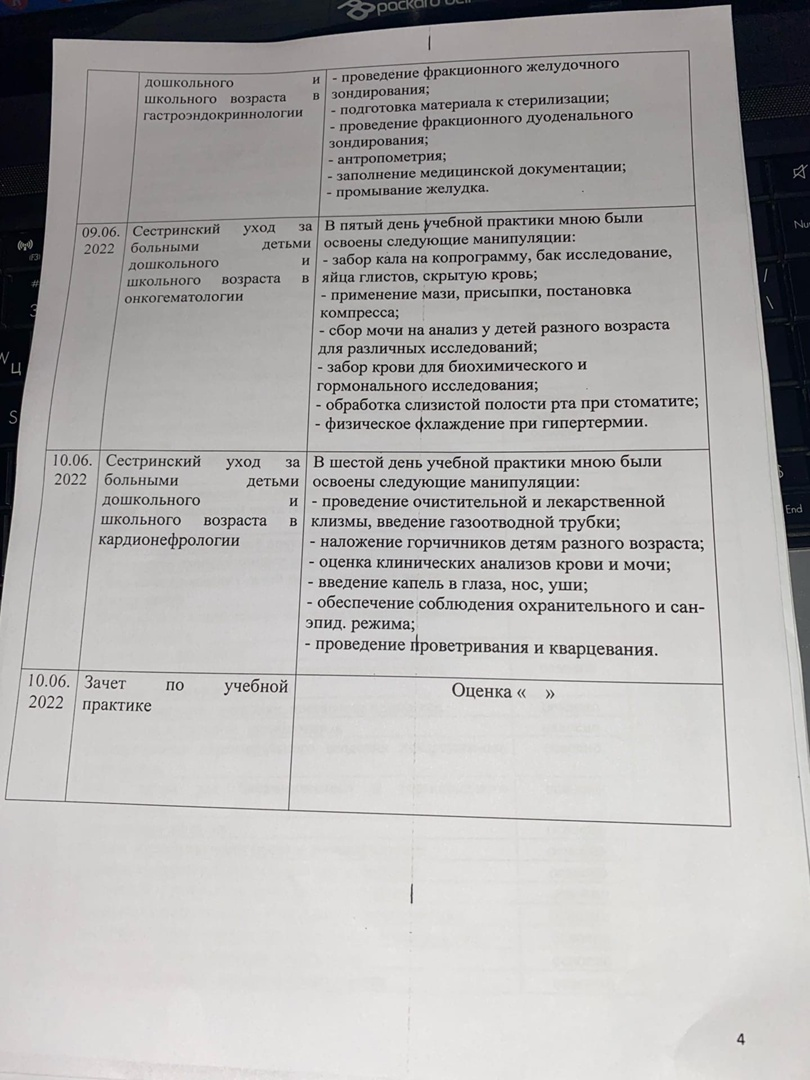 packard bell
дошкольного и
школьного возраста в
гастроэндокриннологии
- проведение фракционного желудочного
зондирования;
- подготовка материала к стерилизации;
- проведение фракционного дуоденального
зондирования;
- антропометрия;
- заполнение медицинской документации;
- промывание желудка.
09.06.
2022
Сестринский уход за
больными детьми
дошкольного и
школьного возраста в
онкогематологии
В пятый день учебной практики мною были
освоены следующие манипуляции:
- забор кала на копрограмму, бак исследование,
яйца глистов, скрытую кровь;
- применение мази, присыпки, постановка
компресса;
- сбор мочи на анализ у детей разного возраста
для различных исследований;
- забор крови для биохимического и
гормонального исследования;
- обработка слизистой полости рта при стоматите;
- физическое охлаждение при гипертермии.
10.06.
2022
Сестринский уход за
больными детьми
дошкольного и
школьного возраста в
кардионефрологии
В шестой день учебной практики мною были
освоены следующие манипуляции:
- проведение очистительной и лекарственной
клизмы, введение газоотводной трубки;
- наложение горчичников детям разного возраста;
- оценка клинических анализов крови и мочи;
- введение капель в глаза, нос, уши;
- обеспечение соблюдения охранительного и сан-
эпид. режима;
- проведение проветривания и кварцевания.
10.06.
2022
Зачет по учебной
практике
Оценка « »
4
End